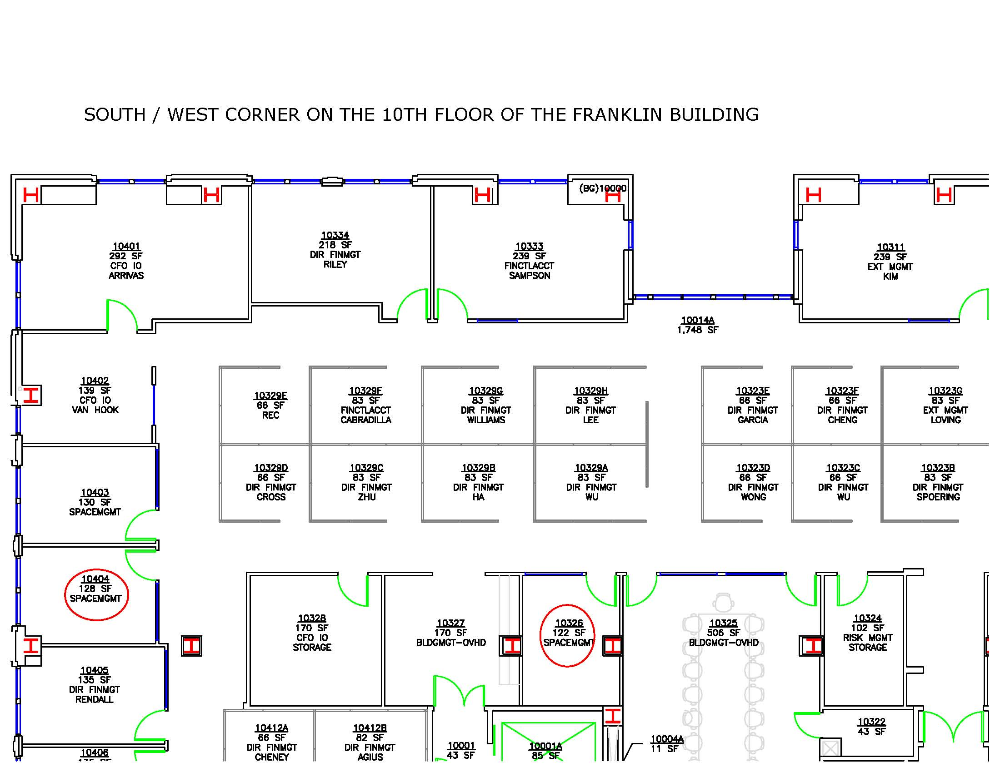 SOUTH / WEST CORNER ON THE 10TH FLOOR OF THE FRANKLIN BUILDING
(BG)10000
10401
292 SF
CFO IO
ARRIVAS
10334
218 SF
DIR FINMGT
RILEY
10333
239 SF
FINCTLACCT
SAMPSON
10311
239 SF
EXT MGMT
KIM
10014A
1,748 SF
10402
139 SF
CFO IO
VAN HOOK
10329E
66 SF
REC
10329F
83 SF
FINCTLACCT
CABRADILLA
10329G
83 SF
DIR FINMGT
WILLIAMS
10329H
83 SF
DIR FINMGT
LEE
10323E
66 SF
DIR FINMGT
GARCIA
10323F
66 SF
DIR FINMGT
CHENG
10323G
83 SF
EXT MGMT
LOVING
10403
130 SF
SPACEMGMT
10329D
66 SF
DIR FINMGT
CROSS
10329C
83 SF
DIR FINMGT
ZHU
10329B
83 SF
DIR FINMGT
HA
10329A
83 SF
DIR FINMGT
WU
10323D
66 SF
DIR FINMGT
WONG
10323C
66 SF
DIR FINMGT
WU
10323B
83 SF
DIR FINMGT
SPOERING
10404
128 SF
SPACEMGMT
10328
170 SF
CFO IO
STORAGE
10327
170 SF
BLDGMGT-OVHD
10326
122 SF
SPACEMGMT
10325
506 SF
BLDGMGT-OVHD
10324
102 SF
RISK MGMT
STORAGE
10405
135 SF
DIR FINMGT
RENDALL
10412A
66 SF
DIR FINMGT
CHENEY
10412B
82 SF
DIR FINMGT
AGIUS
10001
43 SF
10001A
85 SF
10004A
11 SF
10322
43 SF
10406